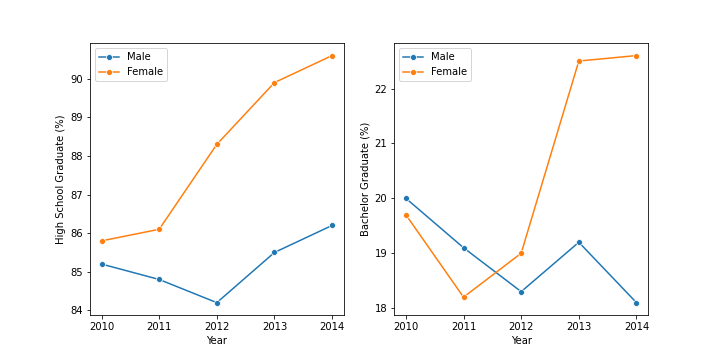 Male
Female
High School Graduate (%)
90
89
88
87
86
85
84
2010 2011 2012 2013 2014
Year
Male
Female
Bachelor Graduate (%)
22
21
20
19
18
2010 2011 2012 2013 2014
Year